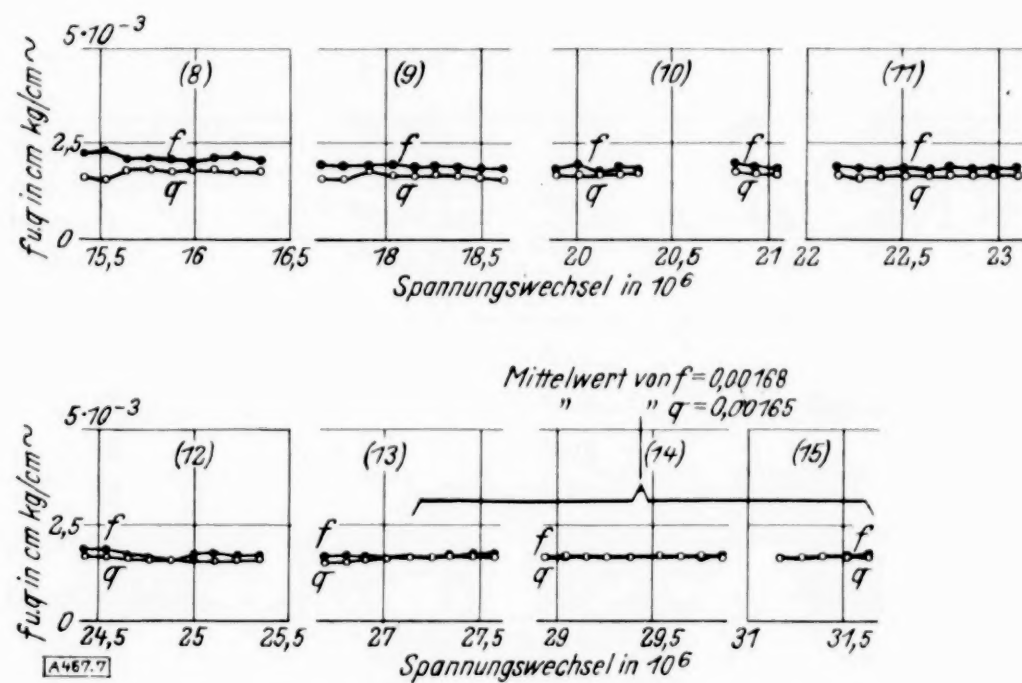 5·10⁻³
2,5
0
f u. q in cm kg/cm~
(8) (9) (10) (11)
f f f f
q q q q
15,5 16 16,5 18 18,5 20 20,5 21 22 22,5 23
Spannungswechsel in 10⁶
Mittelwert von f = 0,00168
" " q = 0,00165
5·10⁻³
2,5
0
f u. q in cm kg/cm~
(12) (13) (14) (15)
f f f f
q q q q
24,5 25 25,5 27 27,5 29 29,5 31 31,5
Spannungswechsel in 10⁶
A467.7